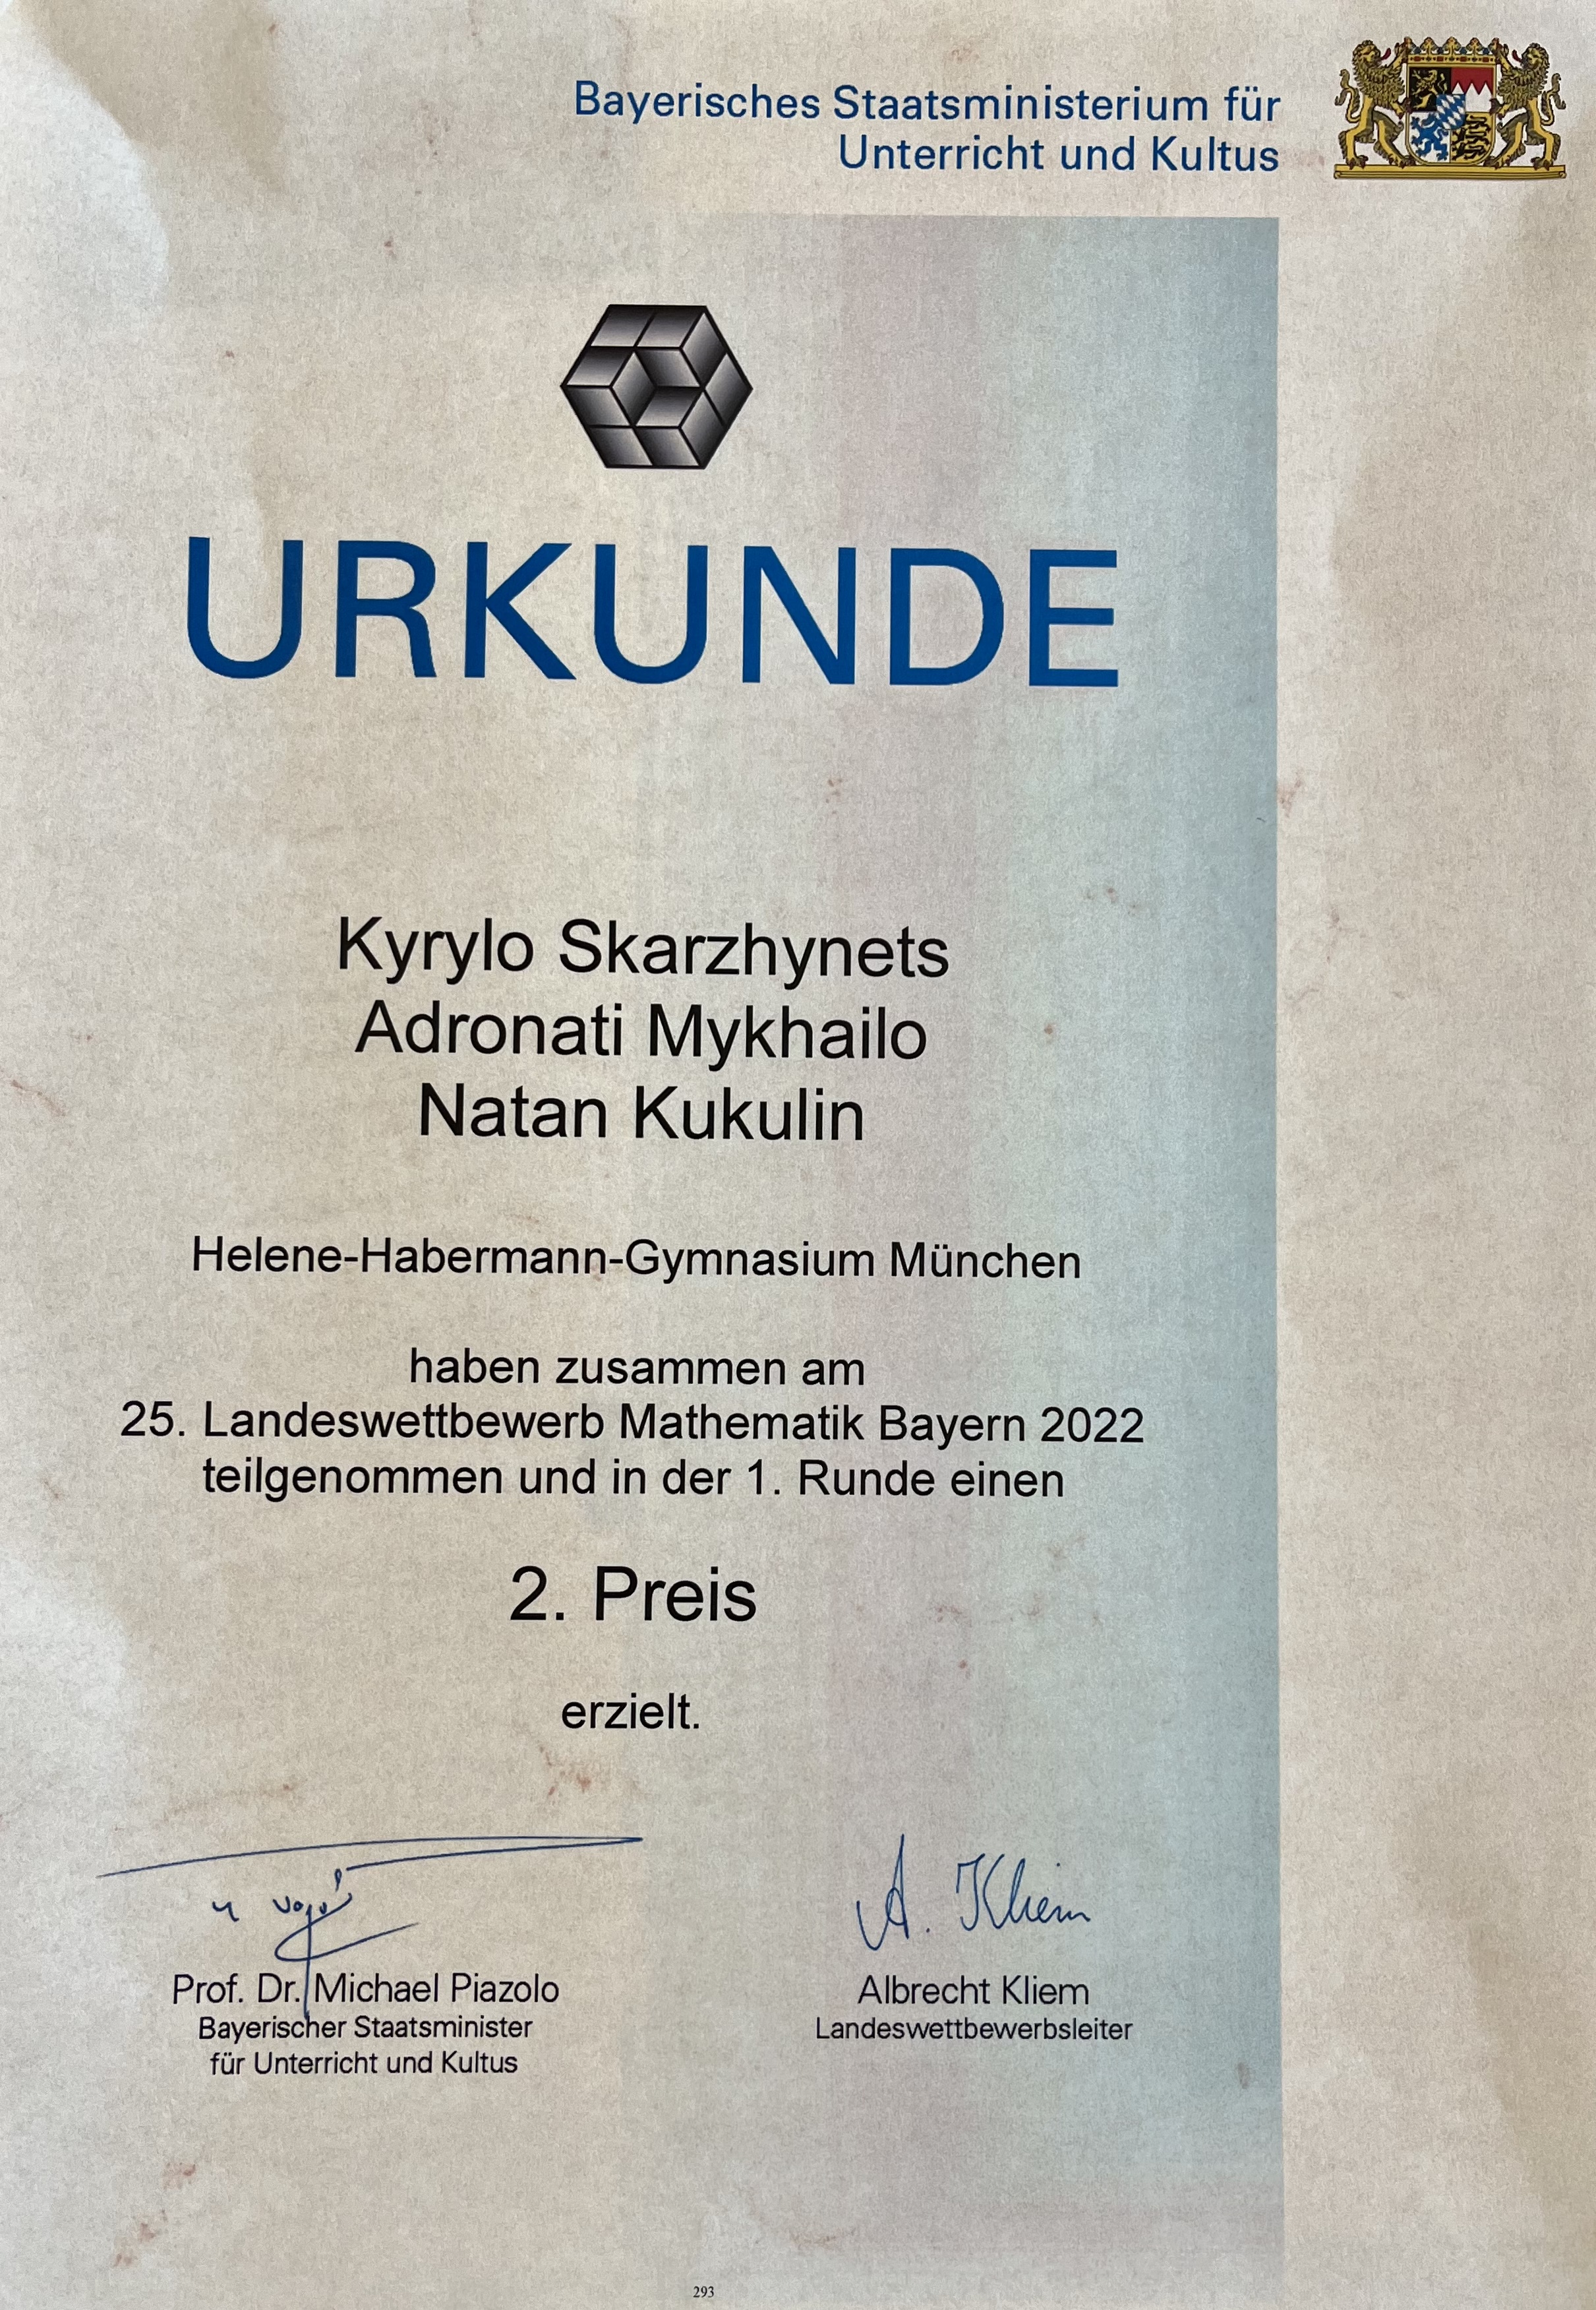 Bayerisches Staatsministerium für
Unterricht und Kultus
URKUNDE
Kyrylo Skarzhynets
Adronati Mykhailo
Natan Kukulin
Helene-Habermann-Gymnasium München
haben zusammen am
25. Landeswettbewerb Mathematik Bayern 2022
teilgenommen und in der 1. Runde einen
2. Preis
erzielt.
A. Kliem
Prof. Dr. Michael Piazolo
Bayerischer Staatsminister
für Unterricht und Kultus
Albrecht Kliem
Landeswettbewerbsleiter
293